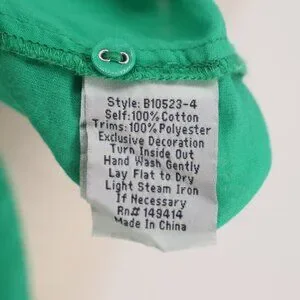 Style: B10523-4
Self:100% Cotton
Trims:100% Polyester
Exclusive Decoration
Turn Inside Out
Hand Wash Gently
Lay Flat to Dry
Light Steam Iron
If Necessary
Rn# 149414
Made In China